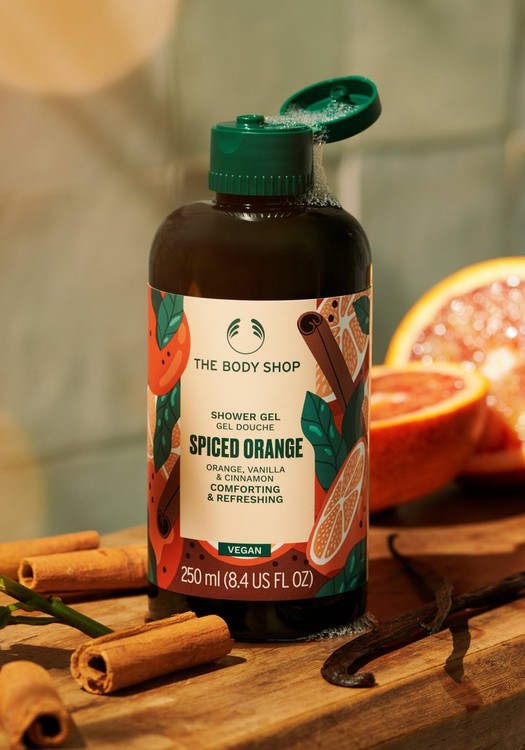 THE BODY SHOP
SHOWER GEL
GEL DOUCHE
SPICED ORANGE
ORANGE, VANILLA
& CINNAMON
COMFORTING
& REFRESHING
VEGAN
250 ml (8.4 US FL OZ)